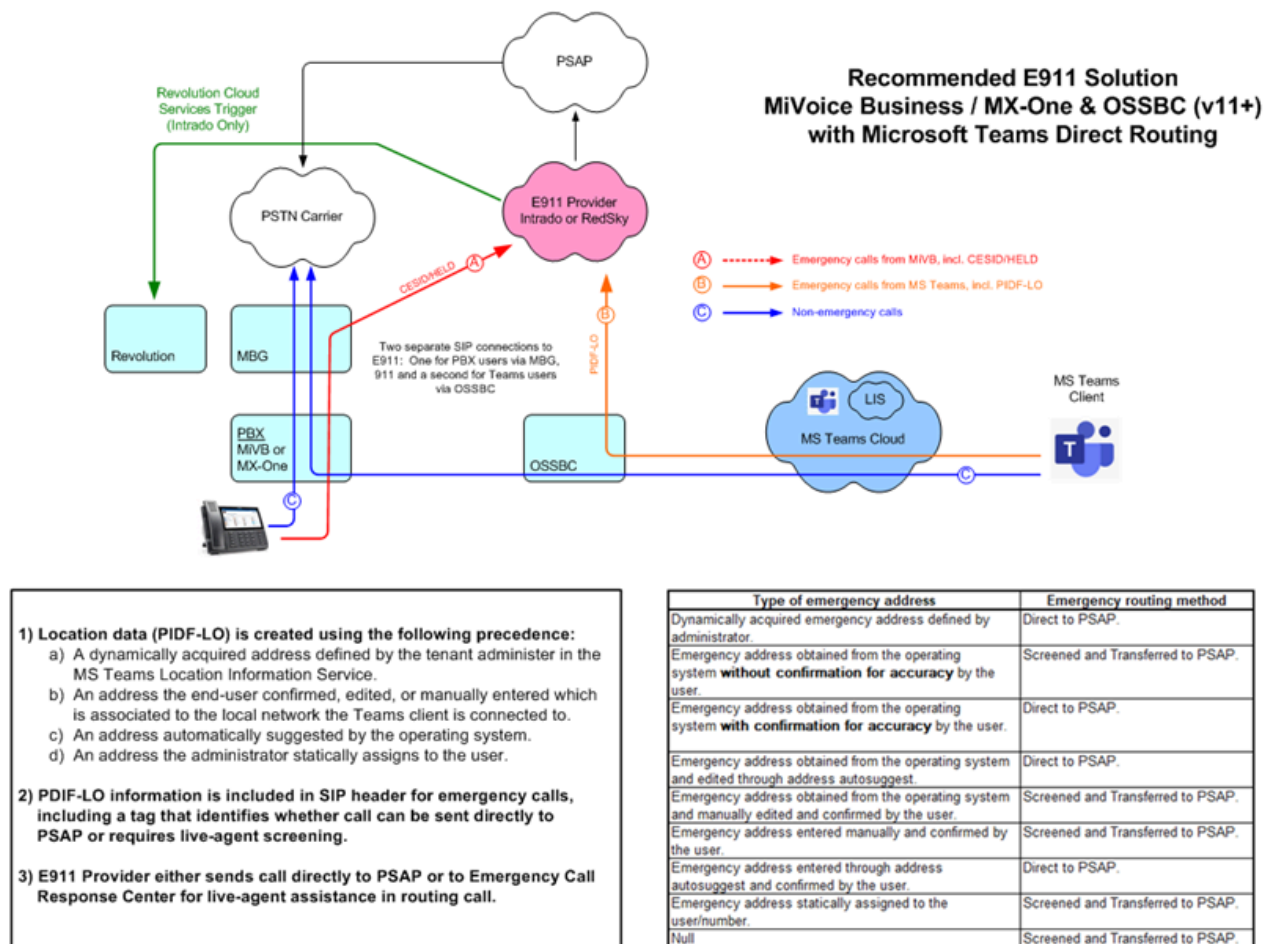 PSAP
Recommended E911 Solution
MiVoice Business / MX-One & OSSBC (v11+)
with Microsoft Teams Direct Routing
Revolution Cloud
Services Trigger
(Intrado Only)
PSTN Carrier
E911 Provider
Intrado or RedSky
CESID/HELD
A
A
Emergency calls from MiVB, incl. CESID/HELD
B
Emergency calls from MS Teams, incl. PIDF-LO
C
Non-emergency calls
B
PIDF-LO
Revolution
MBG
Two separate SIP connections to
E911: One for PBX users via MBG,
911 and a second for Teams users
via OSSBC
MS Teams
Client
LIS
T
MS Teams Cloud
PBX
MiVB or
MX-One
OSSBC
T
C
C
1) Location data (PIDF-LO) is created using the following precedence:
a) A dynamically acquired address defined by the tenant administer in the
MS Teams Location Information Service.
b) An address the end-user confirmed, edited, or manually entered which
is associated to the local network the Teams client is connected to.
c) An address automatically suggested by the operating system.
d) An address the administrator statically assigns to the user.
2) PDIF-LO information is included in SIP header for emergency calls,
including a tag that identifies whether call can be sent directly to
PSAP or requires live-agent screening.
3) E911 Provider either sends call directly to PSAP or to Emergency Call
Response Center for live-agent assistance in routing call.
Type of emergency address Emergency routing method
Dynamically acquired emergency address defined by Direct to PSAP.
administrator.
Emergency address obtained from the operating Screened and Transferred to PSAP.
system without confirmation for accuracy by the
user.
Emergency address obtained from the operating Direct to PSAP.
system with confirmation for accuracy by the user.
Emergency address obtained from the operating system Direct to PSAP.
and edited through address autosuggest.
Emergency address obtained from the operating system Screened and Transferred to PSAP.
and manually edited and confirmed by the user.
Emergency address entered manually and confirmed by Screened and Transferred to PSAP.
the user.
Emergency address entered through address Direct to PSAP.
autosuggest and confirmed by the user.
Emergency address statically assigned to the Screened and Transferred to PSAP.
user/number.
Null Screened and Transferred to PSAP.